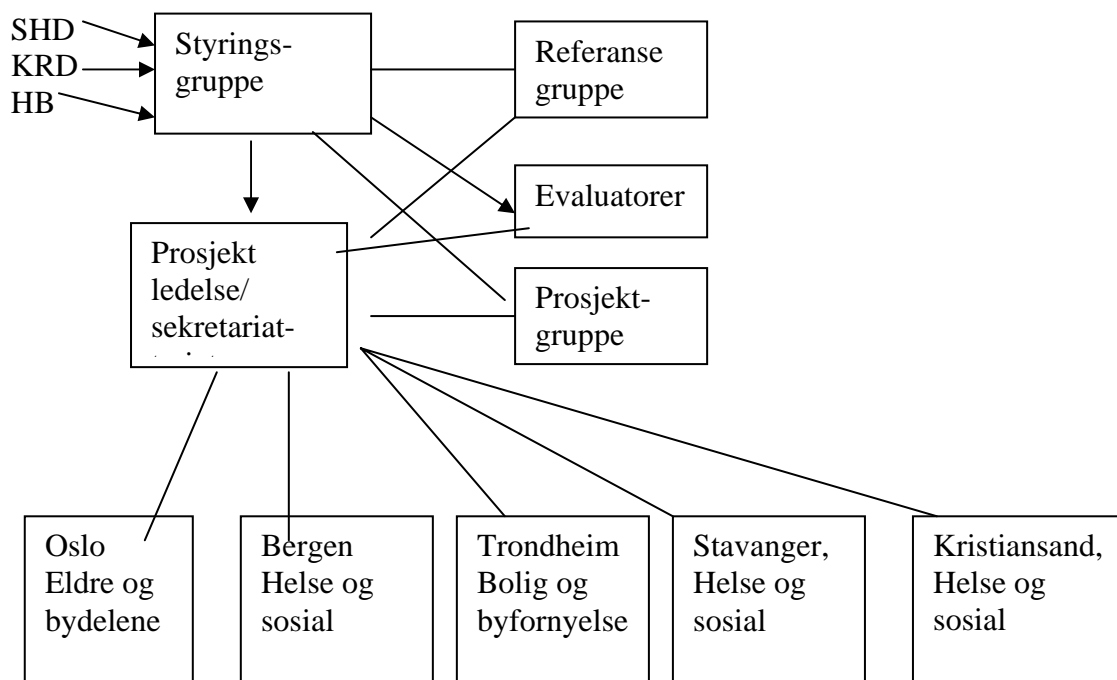 SHD
KRD
HB
Styrings-
gruppe
Referanse
gruppe
Evaluatorer
Prosjekt
ledelse/
sekretariat-
Prosjekt-
gruppe
Oslo
Eldre og
bydelene
Bergen
Helse og
sosial
Trondheim
Bolig og
byfornyelse
Stavanger,
Helse og
sosial
Kristiansand,
Helse og
sosial